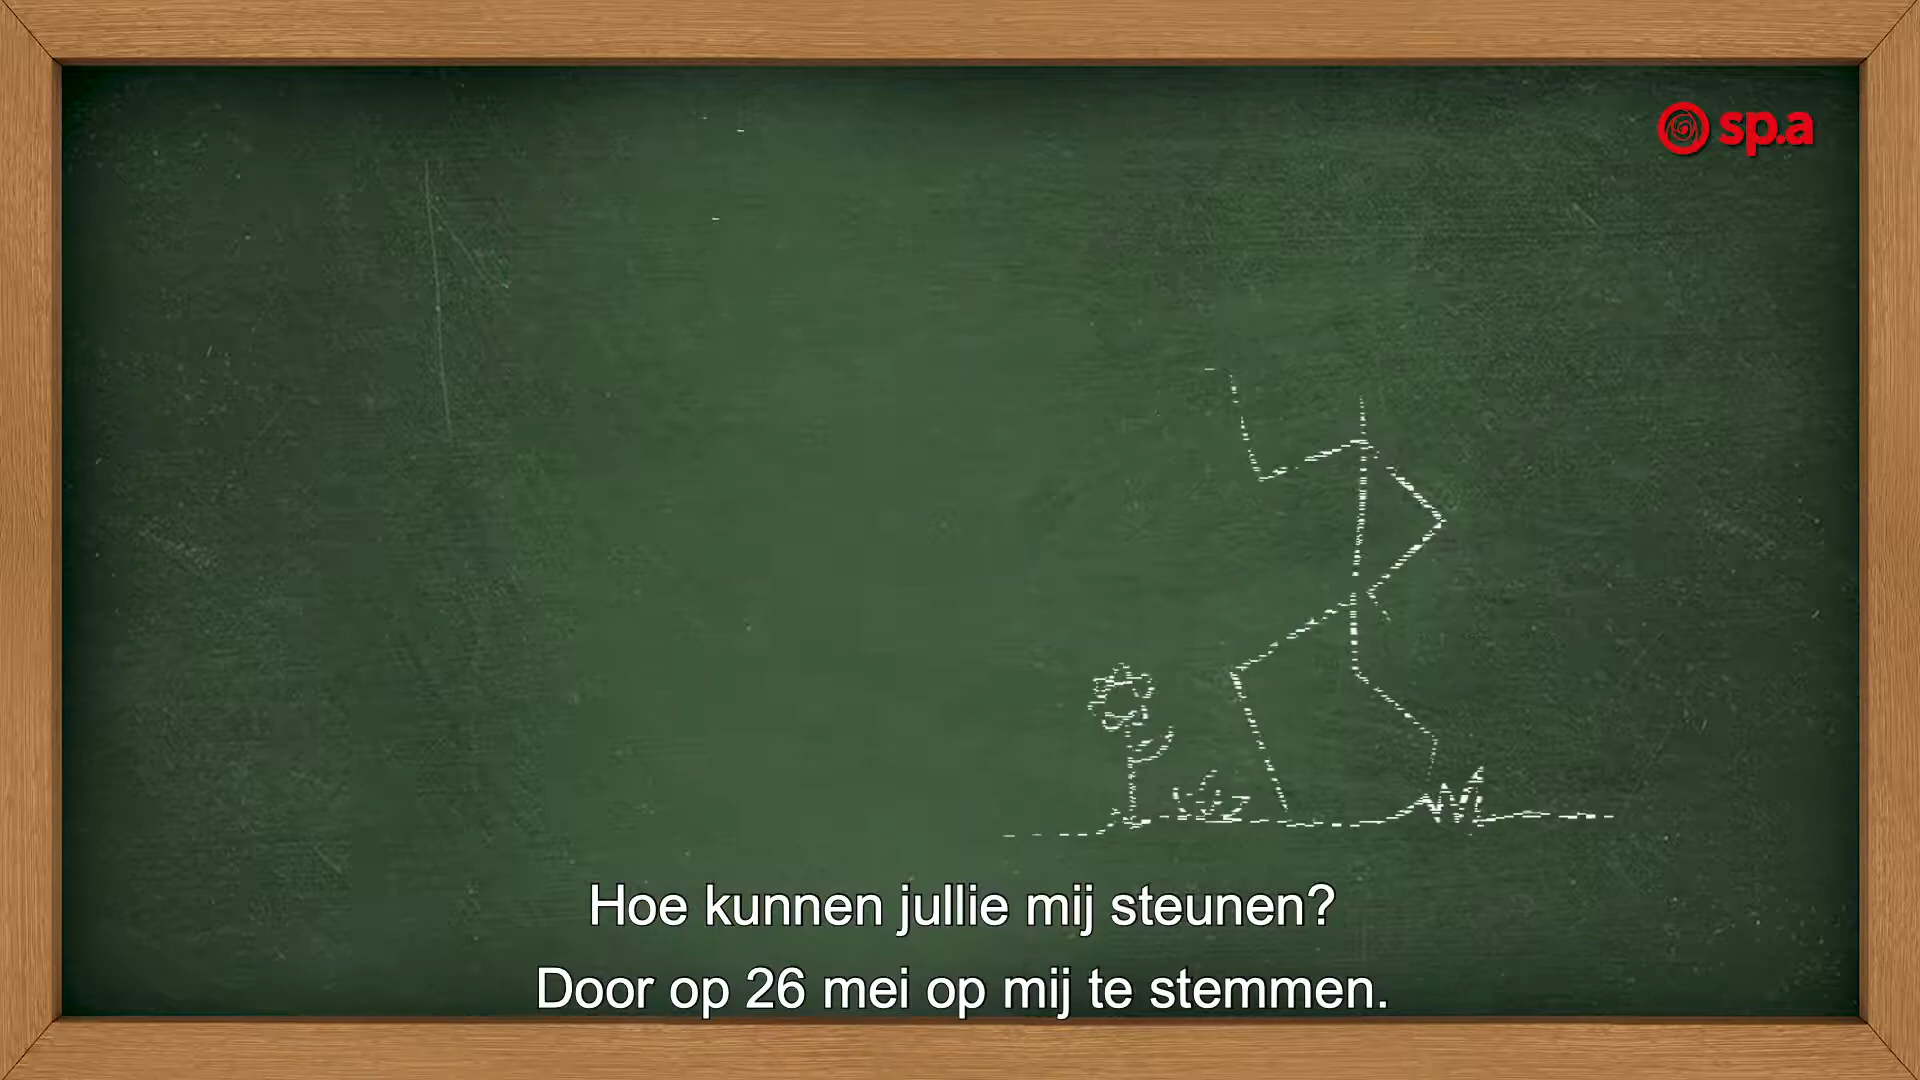 sp.a
Hoe kunnen jullie mij steunen?
Door op 26 mei op mij te stemmen.